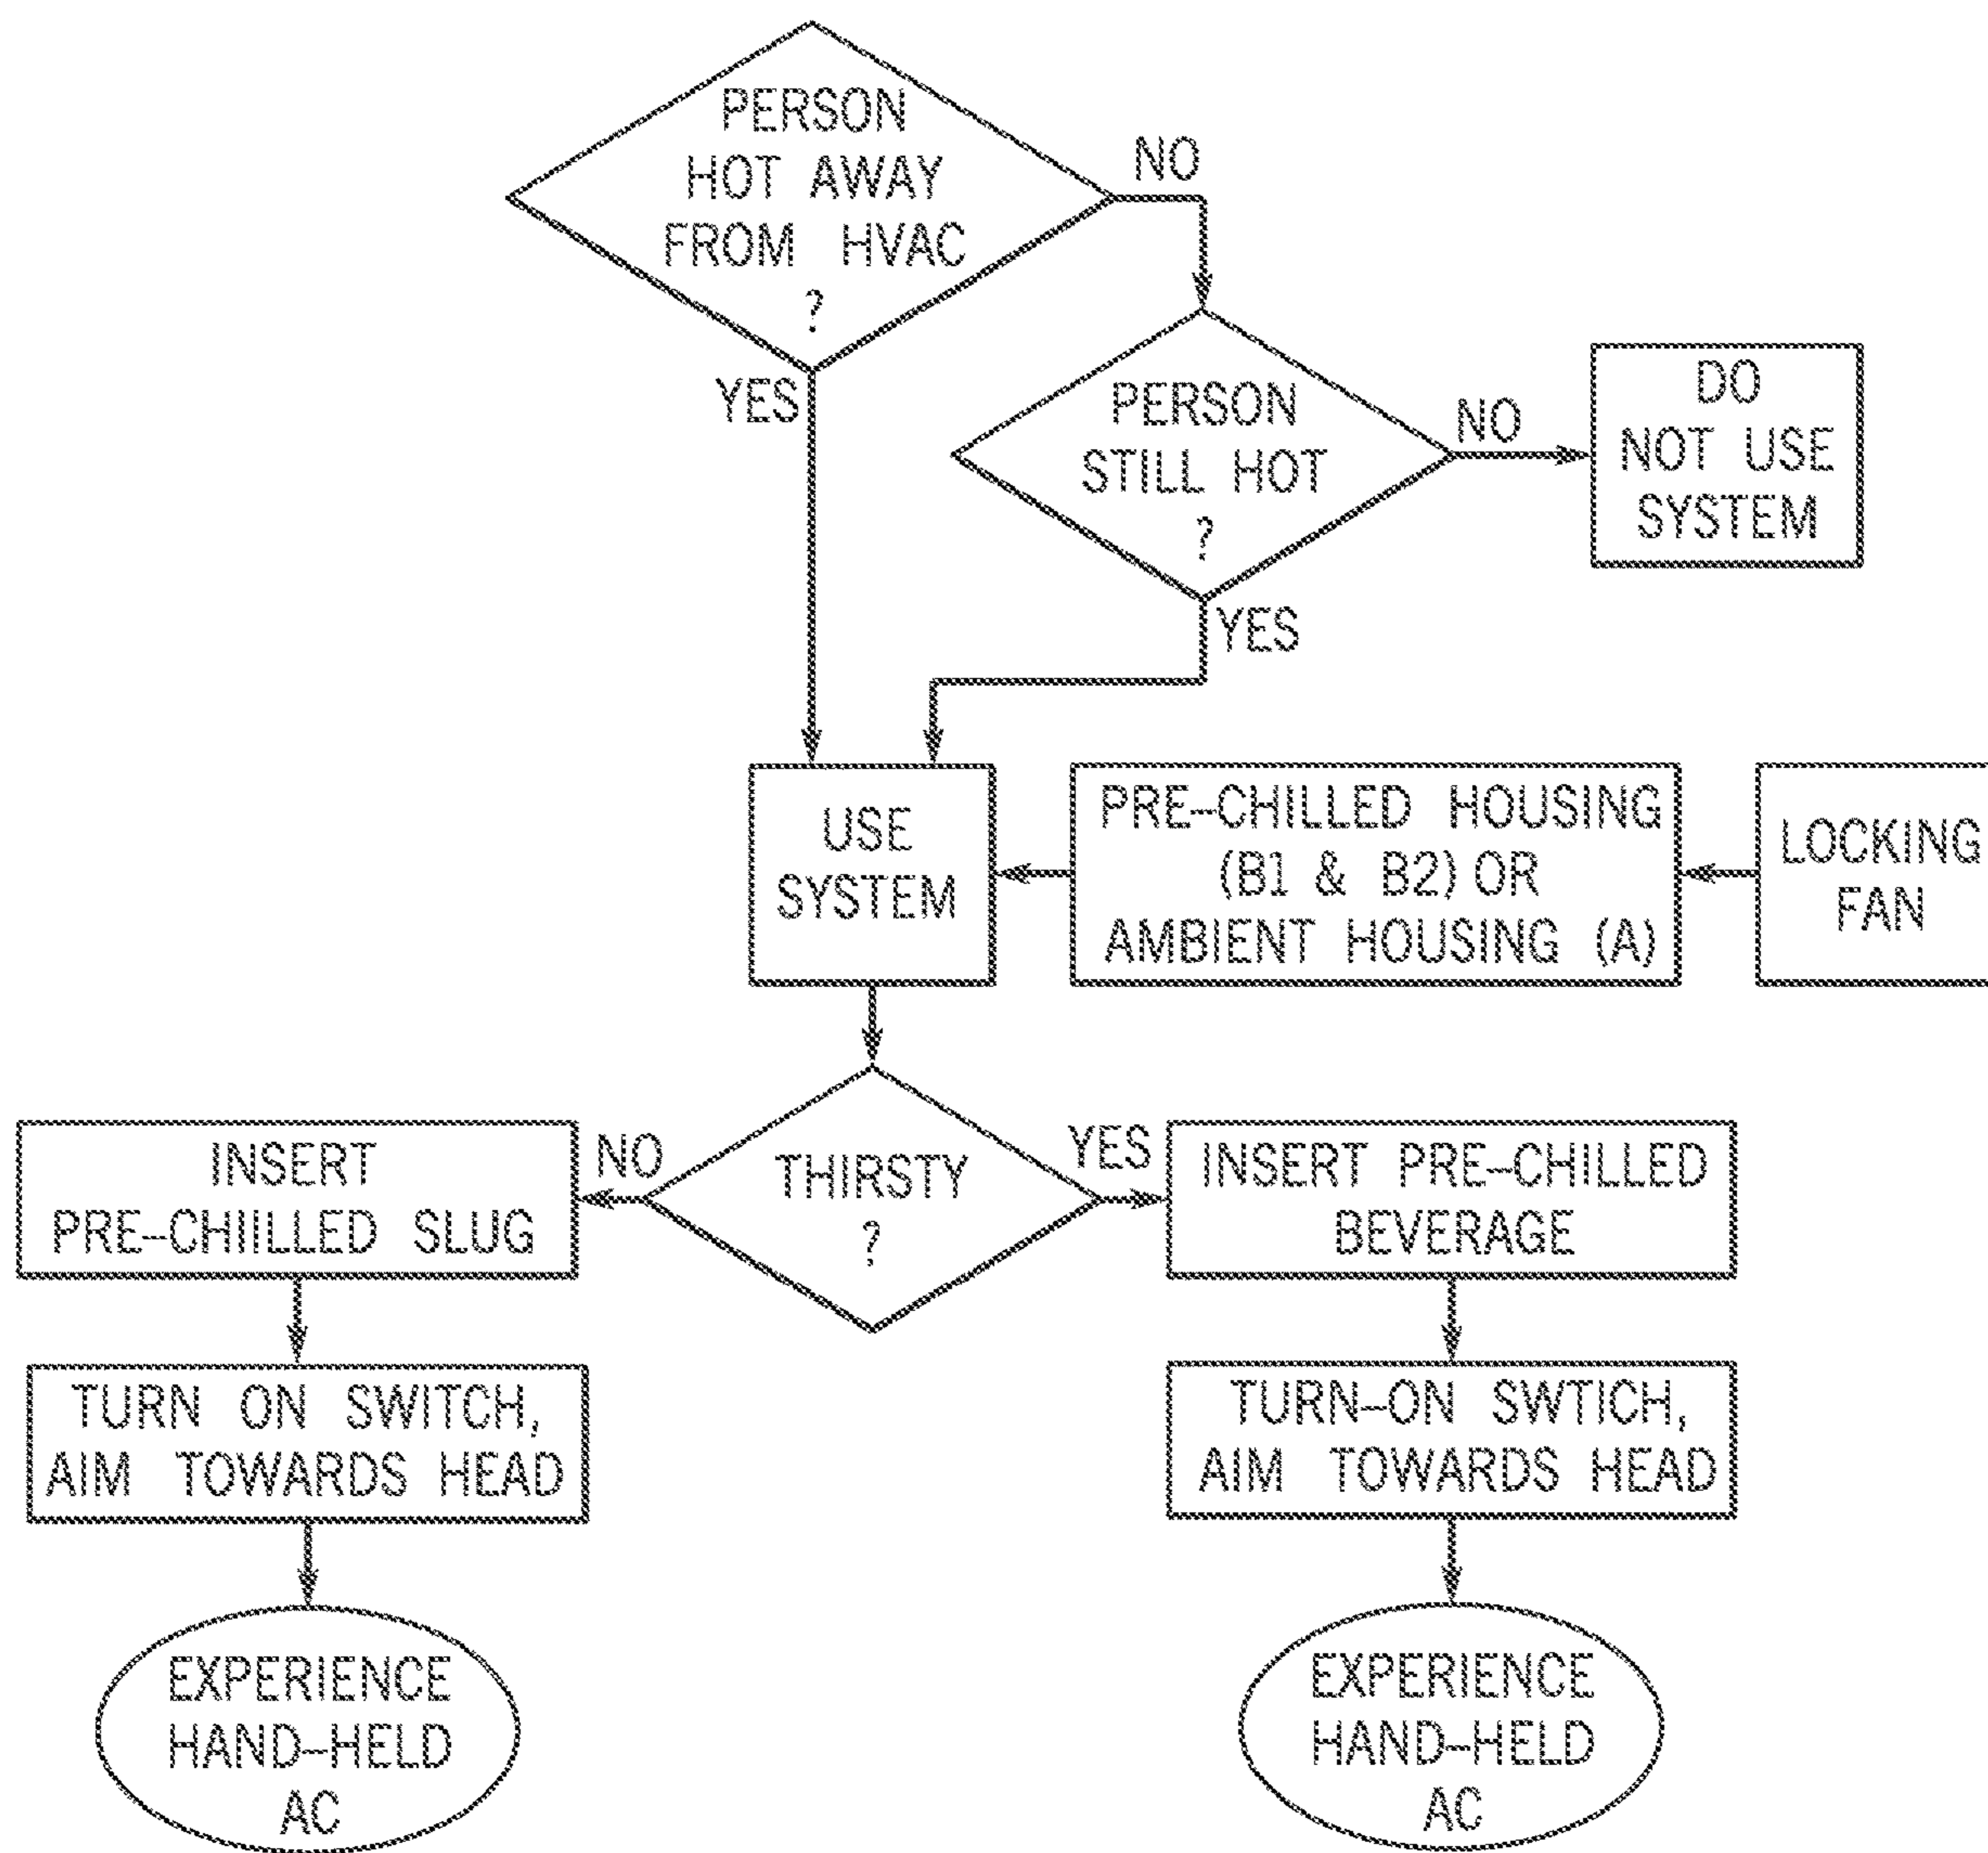 PERSON
HOT AWAY
FROM HVAC
?
NO
YES
PERSON
STILL HOT
?
NO
DO
NOT USE
SYSTEM
YES
USE
SYSTEM
PRE-CHILLED HOUSING
(B1 & B2) OR
AMBIENT HOUSING (A)
LOCKING
FAN
INSERT
PRE-CHIILLED SLUG
NO
THIRSTY
?
YES
INSERT PRE-CHILLED
BEVERAGE
TURN ON SWITCH,
AIM TOWARDS HEAD
TURN-ON SWTICH,
AIM TOWARDS HEAD
EXPERIENCE
HAND-HELD
AC
EXPERIENCE
HAND-HELD
AC